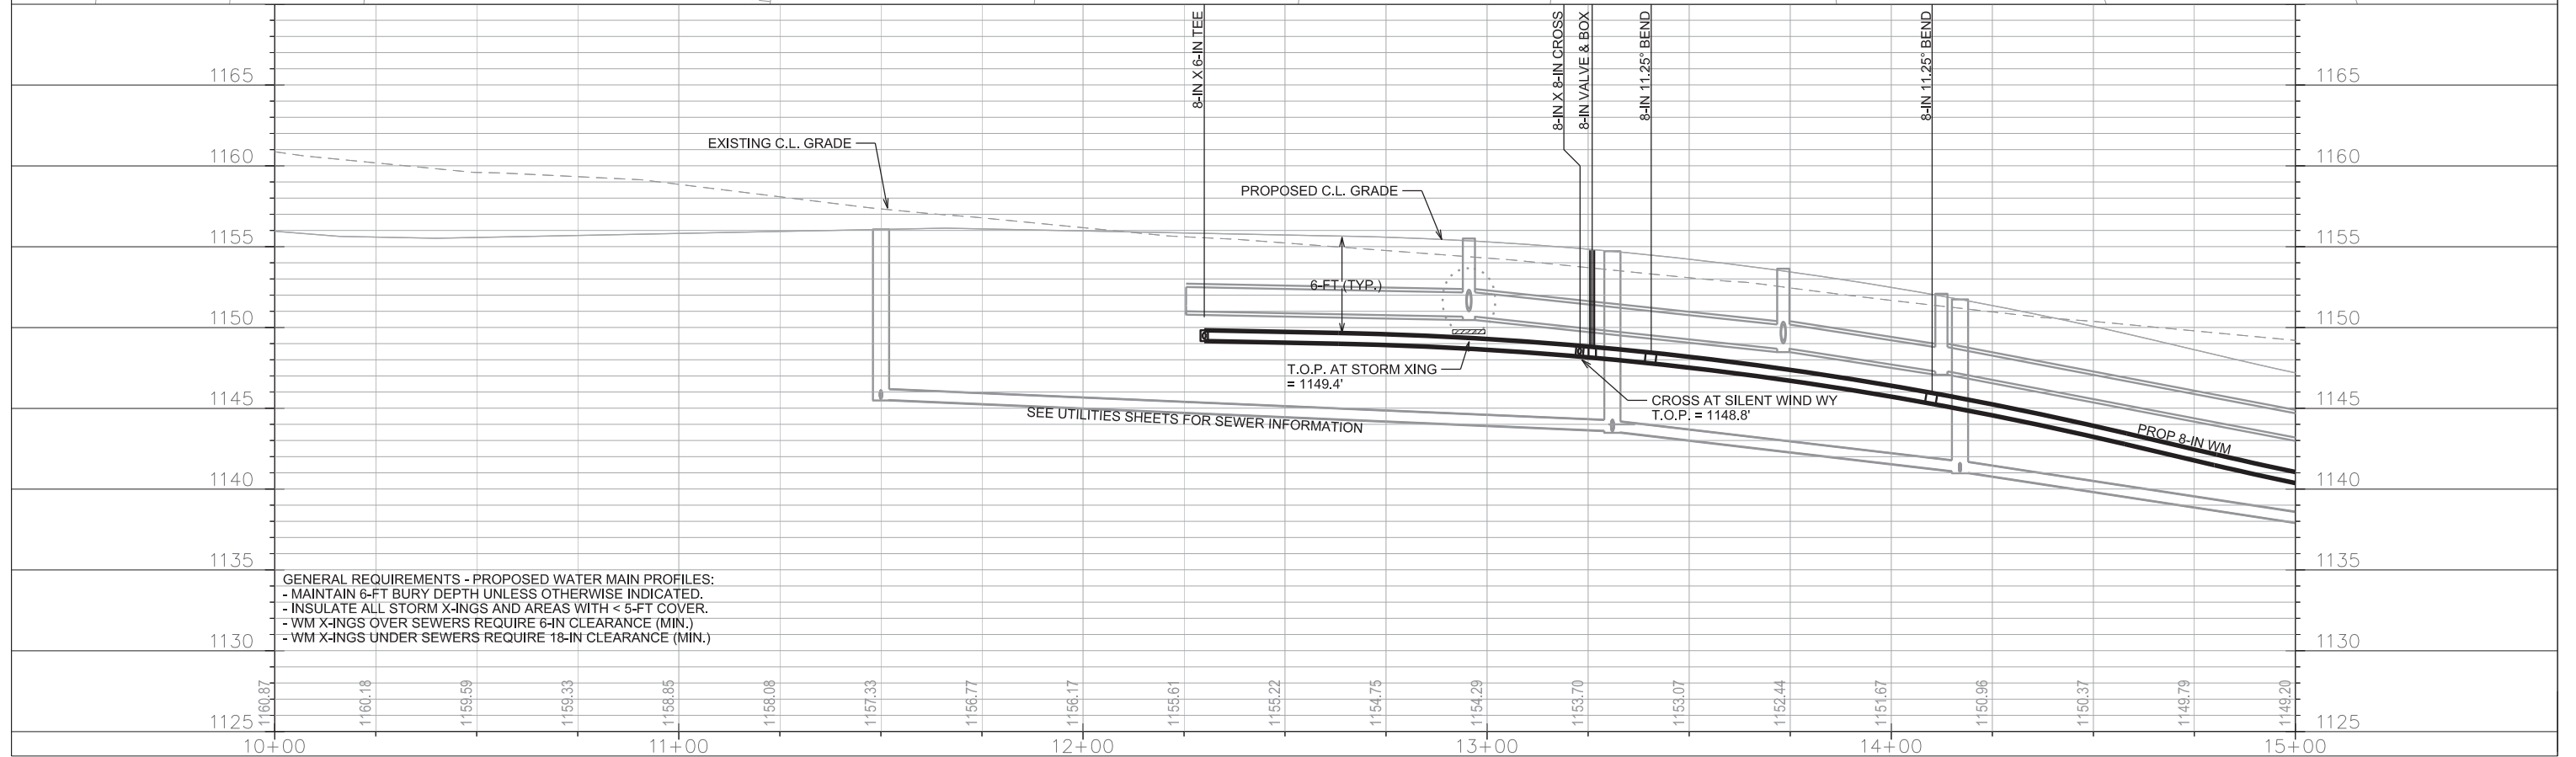 8-IN X 6-IN TEE
8-IN X 8-IN CROSS
8-IN VALVE & BOX
8-IN 11.25° BEND
8-IN 11.25° BEND
1165
1165
EXISTING C.L. GRADE
1160
1160
PROPOSED C.L. GRADE
1155
1155
6-FT (TYP.)
1150
1150
T.O.P. AT STORM XING
= 1149.4'
CROSS AT SILENT WIND WY
T.O.P. = 1148.8'
1145
1145
SEE UTILITIES SHEETS FOR SEWER INFORMATION
PROP 8-IN WM
1140
1140
1135
1135
GENERAL REQUIREMENTS - PROPOSED WATER MAIN PROFILES:
- MAINTAIN 6-FT BURY DEPTH UNLESS OTHERWISE INDICATED.
- INSULATE ALL STORM X-INGS AND AREAS WITH < 5-FT COVER.
- WM X-INGS OVER SEWERS REQUIRE 6-IN CLEARANCE (MIN.)
- WM X-INGS UNDER SEWERS REQUIRE 18-IN CLEARANCE (MIN.)
1130
1130
1160.87
1160.18
1159.59
1159.33
1158.85
1158.08
1157.33
1156.77
1156.17
1155.61
1155.22
1154.75
1154.29
1153.70
1153.07
1152.44
1151.67
1150.96
1150.37
1149.79
1149.20
1125
1125
10+00
11+00
12+00
13+00
14+00
15+00